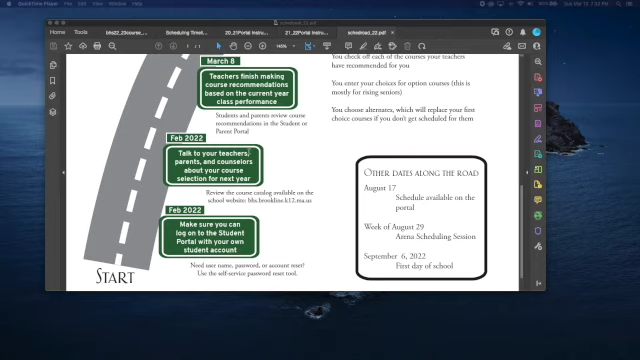 Home
Tools
bhs22_23course_...
Scheduling Timel...
20_21Portal Instru...
21_22Portal Instru...
schedroad_22.pdf
March 8
Teachers finish making
course recommendations
based on the current year
class performance
Students and parents review course
recommendations in the Student or
Parent Portal
Feb 2022
Talk to your teachers,
parents, and counselors
about your course
selection for next year
Review the course catalog available on the
school website: bhs.brookline.k12.ma.us
Feb 2022
Make sure you can
log on to the Student
Portal with your own
student account
Need user name, password, or account reset?
Use the self-service password reset tool.
START
You check off each of the courses your teachers
have recommended for you
You enter your choices for option courses (this is
mostly for rising seniors)
You choose alternates, which will replace your first
choice courses if you don't get scheduled for them
OTHER DATES ALONG THE ROAD
August 17
Schedule available on the
portal
Week of August 29
Arena Scheduling Session
September 6, 2022
First day of school